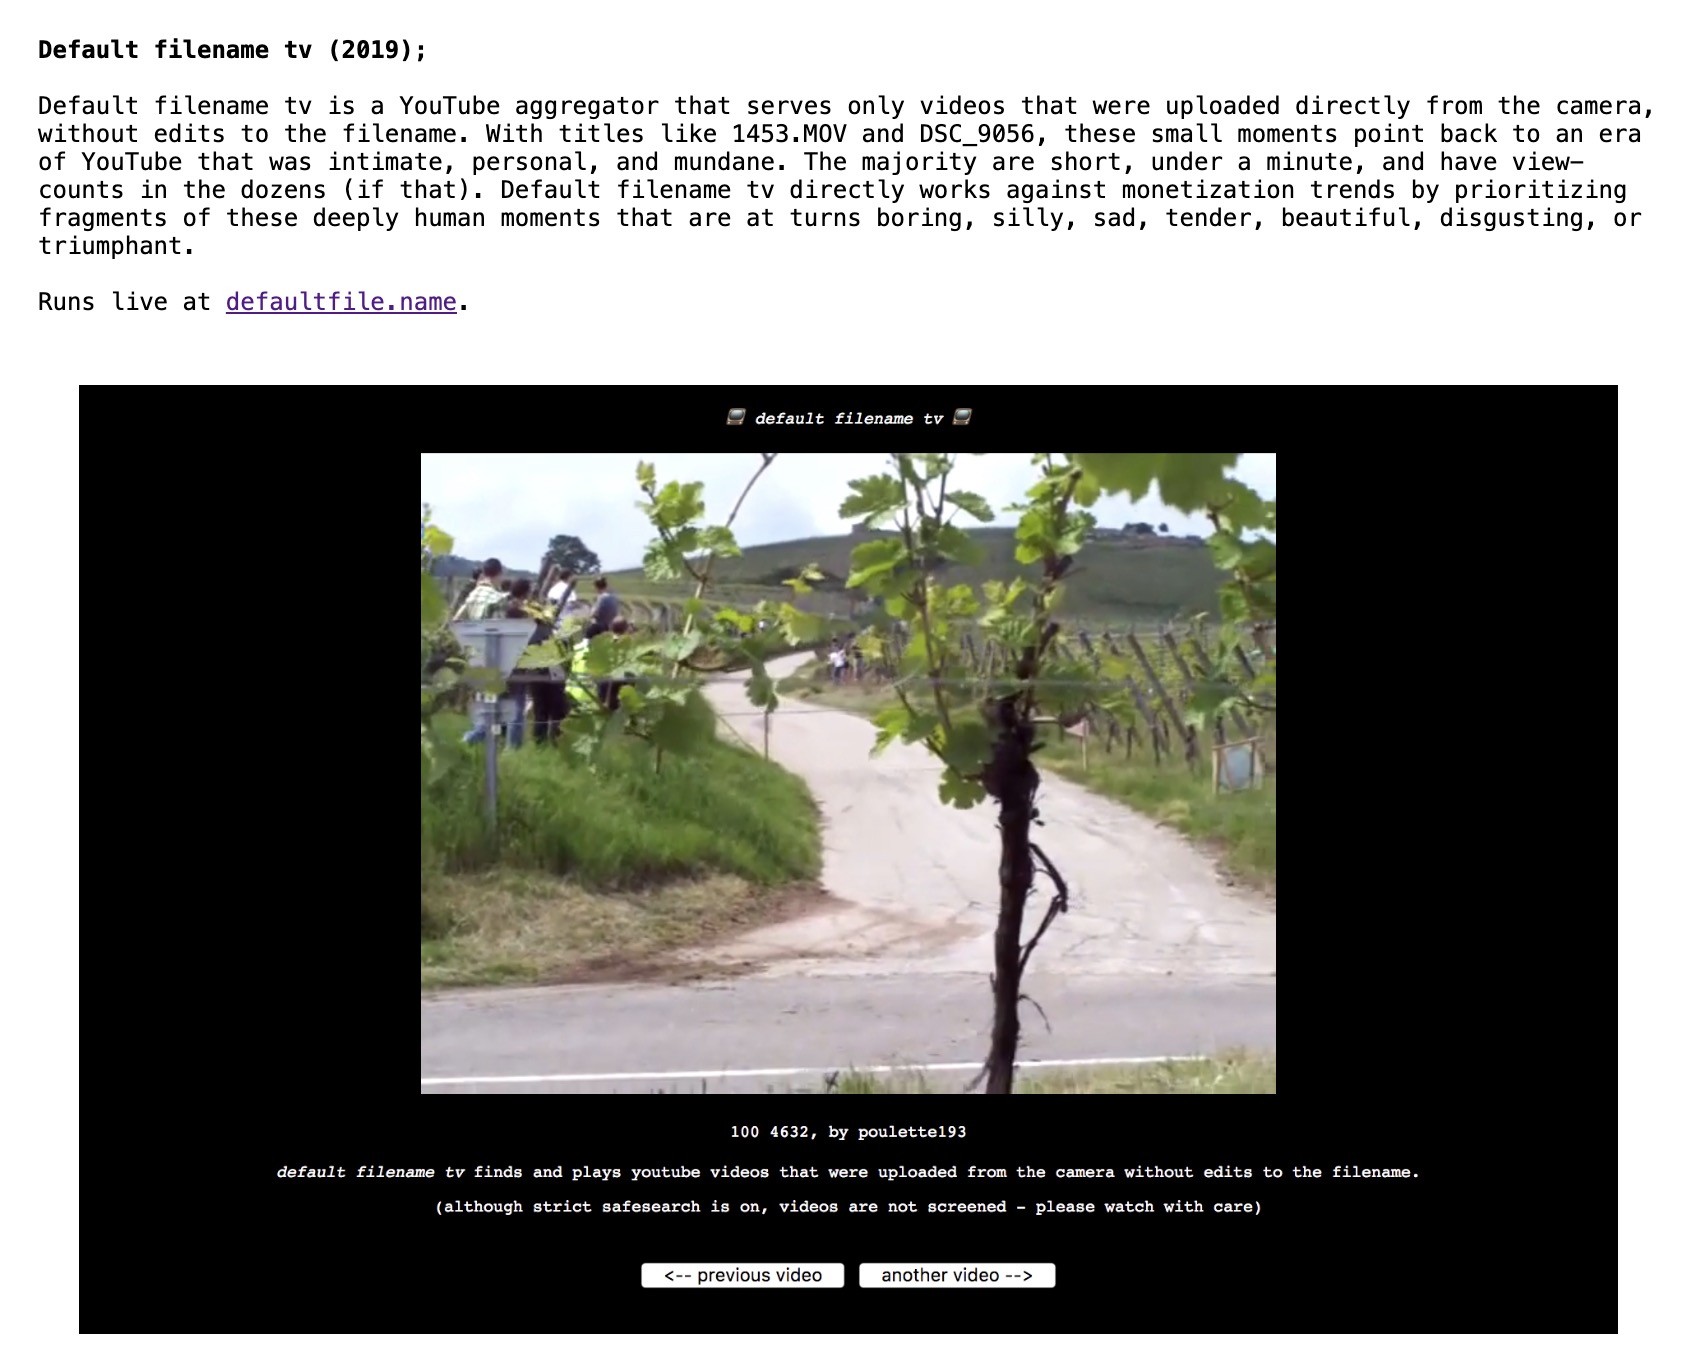 Default filename tv (2019);
Default filename tv is a YouTube aggregator that serves only videos that were uploaded directly from the camera,
without edits to the filename. With titles like 1453.MOV and DSC_9056, these small moments point back to an era
of YouTube that was intimate, personal, and mundane. The majority are short, under a minute, and have view-
counts in the dozens (if that). Default filename tv directly works against monetization trends by prioritizing
fragments of these deeply human moments that are at turns boring, silly, sad, tender, beautiful, disgusting, or
triumphant.
Runs live at defaultfile.name.
default filename tv
100 4632, by poulette193
default filename tv finds and plays youtube videos that were uploaded from the camera without edits to the filename.
(although strict safesearch is on, videos are not screened - please watch with care)
<-- previous video
another video -->